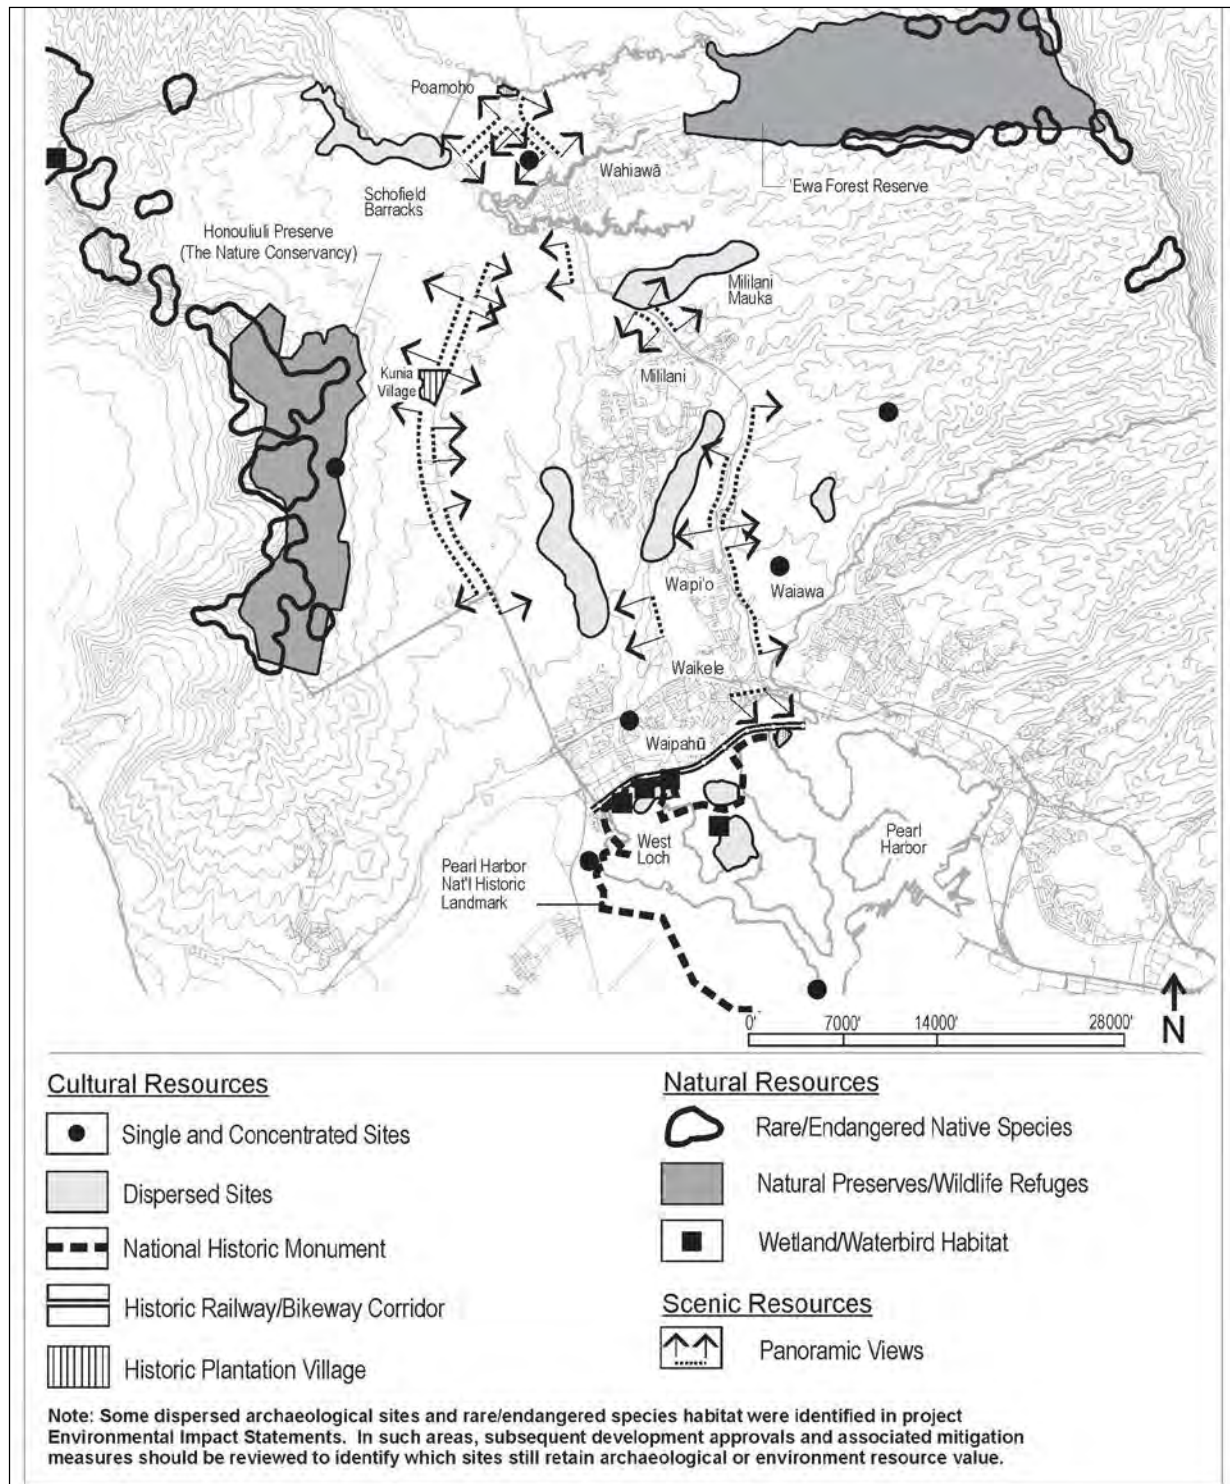 Poamoho
Wahiawā
'Ewa Forest Reserve
Schofield
Barracks
Honouliuli Preserve
(The Nature Conservancy)
Mililani
Mauka
Kunia
Village
Mililani
Waipi'o
Waiawa
Waikele
Waipahū
West
Loch
Pearl
Harbor
Pearl Harbor
Nat'l Historic
Landmark
0' 7000' 14000' 28000'
N
Cultural Resources
Single and Concentrated Sites
Dispersed Sites
National Historic Monument
Historic Railway/Bikeway Corridor
Historic Plantation Village
Natural Resources
Rare/Endangered Native Species
Natural Preserves/Wildlife Refuges
Wetland/Waterbird Habitat
Scenic Resources
Panoramic Views
Note: Some dispersed archaeological sites and rare/endangered species habitat were identified in project
Environmental Impact Statements. In such areas, subsequent development approvals and associated mitigation
measures should be reviewed to identify which sites still retain archaeological or environment resource value.